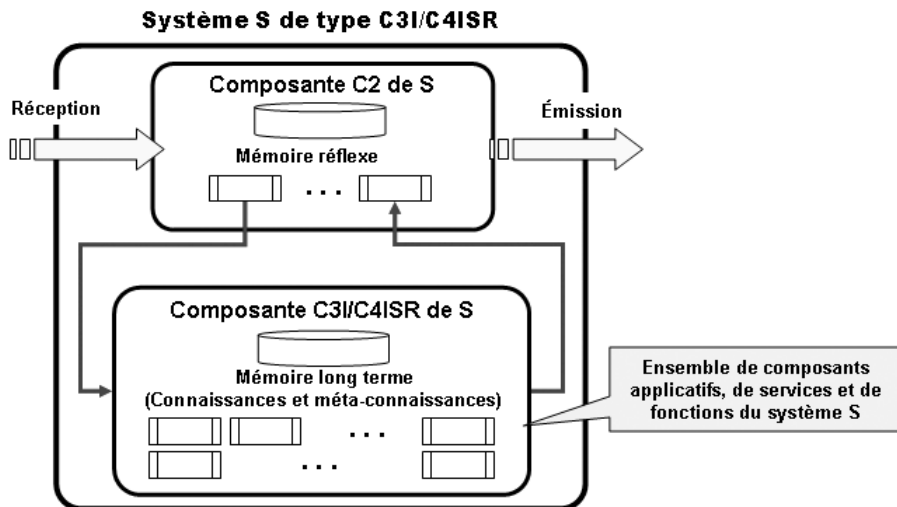 Système S de type C3I/C4ISR
Composante C2 de S
Réception
Émission
Mémoire réflexe
...
Composante C3I/C4ISR de S
Mémoire long terme
(Connaissances et méta-connaissances)
...
...
Ensemble de composants
applicatifs, de services et de
fonctions du système S